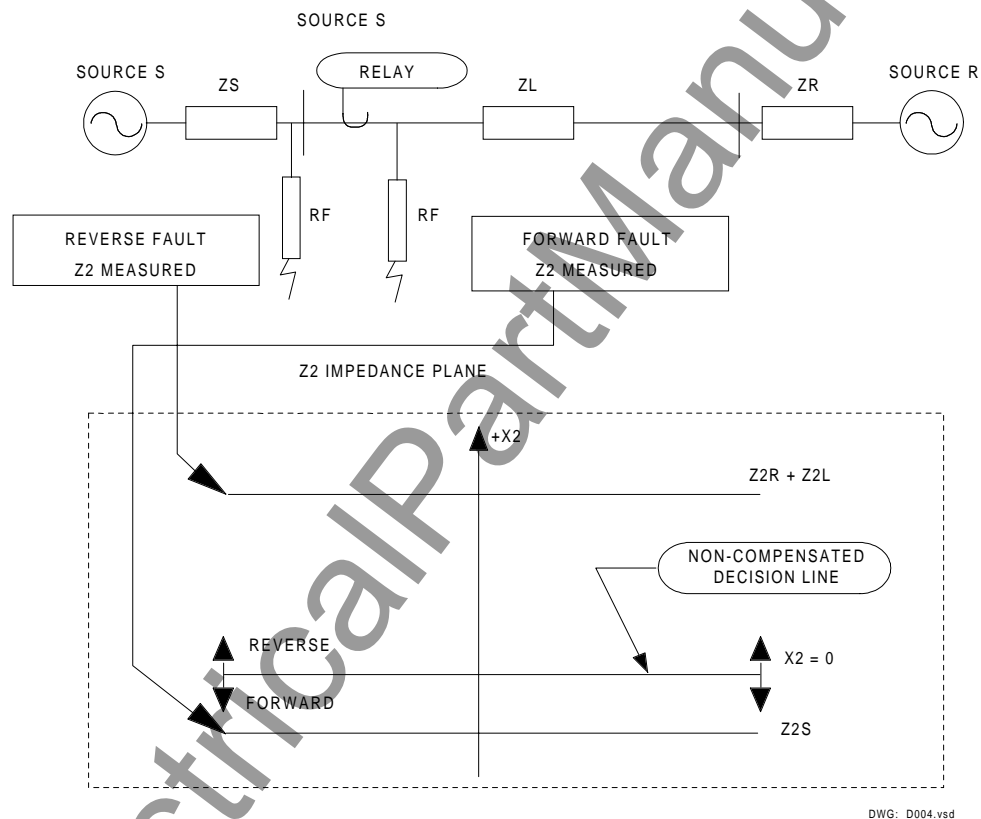 SOURCE S
SOURCE S
RELAY
SOURCE R
ZS
ZL
ZR
RF
RF
REVERSE FAULT
Z2 MEASURED
FORWARD FAULT
Z2 MEASURED
Z2 IMPEDANCE PLANE
+X2
Z2R + Z2L
NON-COMPENSATED
DECISION LINE
REVERSE
X2 = 0
FORWARD
Z2S
DWG: D004.vsd
ectricalPartManu